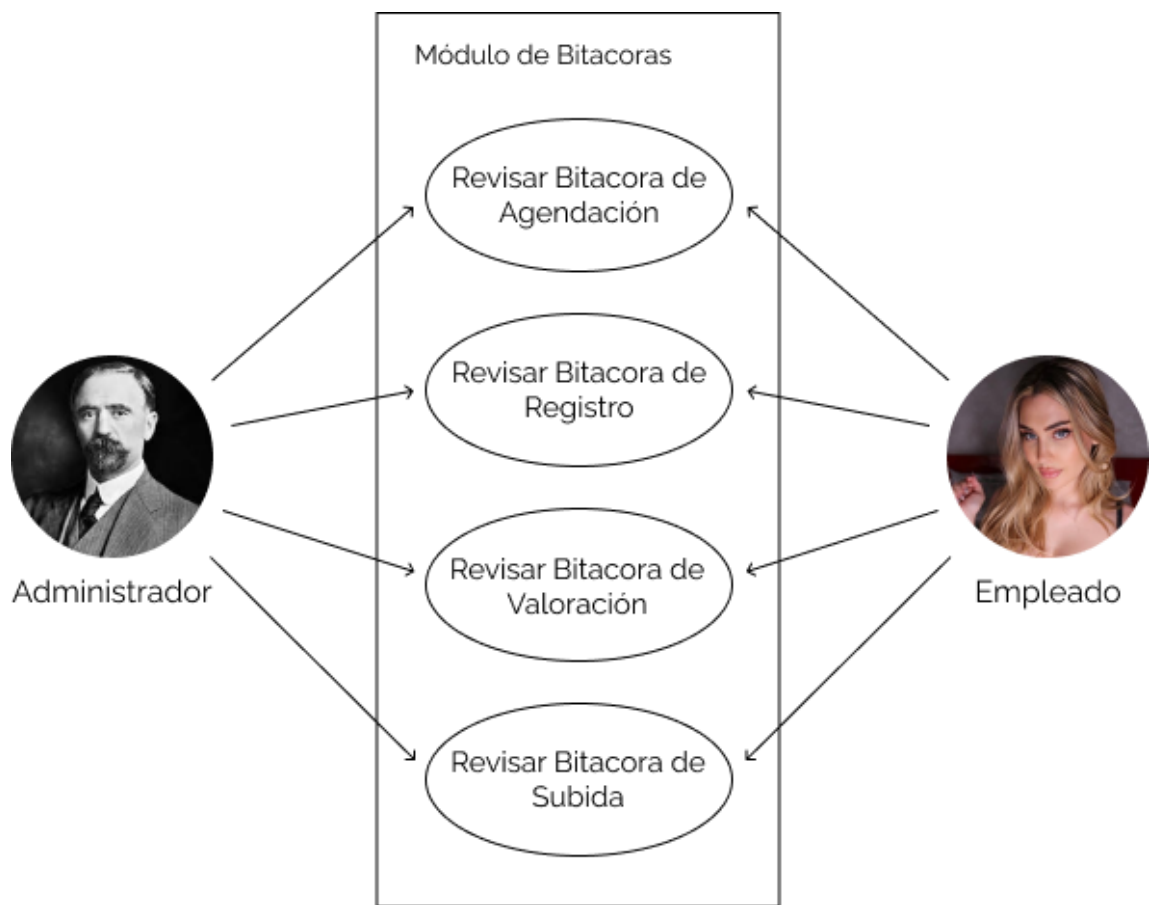 Módulo de Bitacoras
Revisar Bitacora de
Agendación
Revisar Bitacora de
Registro
Revisar Bitacora de
Valoración
Revisar Bitacora de
Subida
Administrador
Empleado